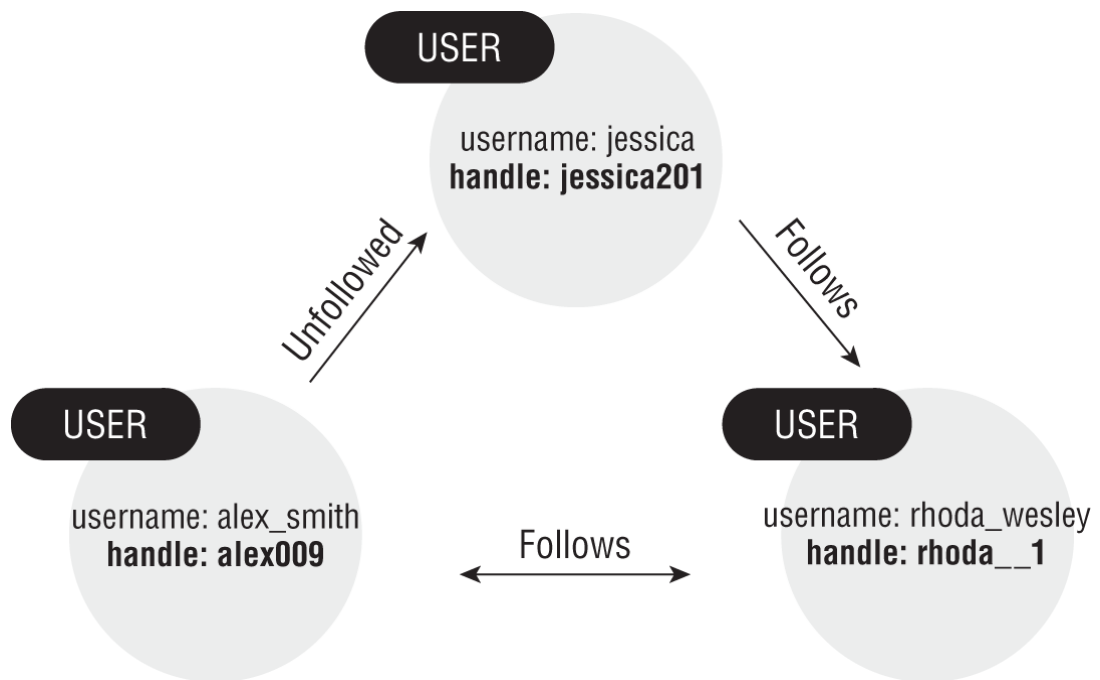 USER
username: jessica
handle: jessica201
Unfollowed
Follows
USER
username: alex_smith
handle: alex009
Follows
USER
username: rhoda_wesley
handle: rhoda__1